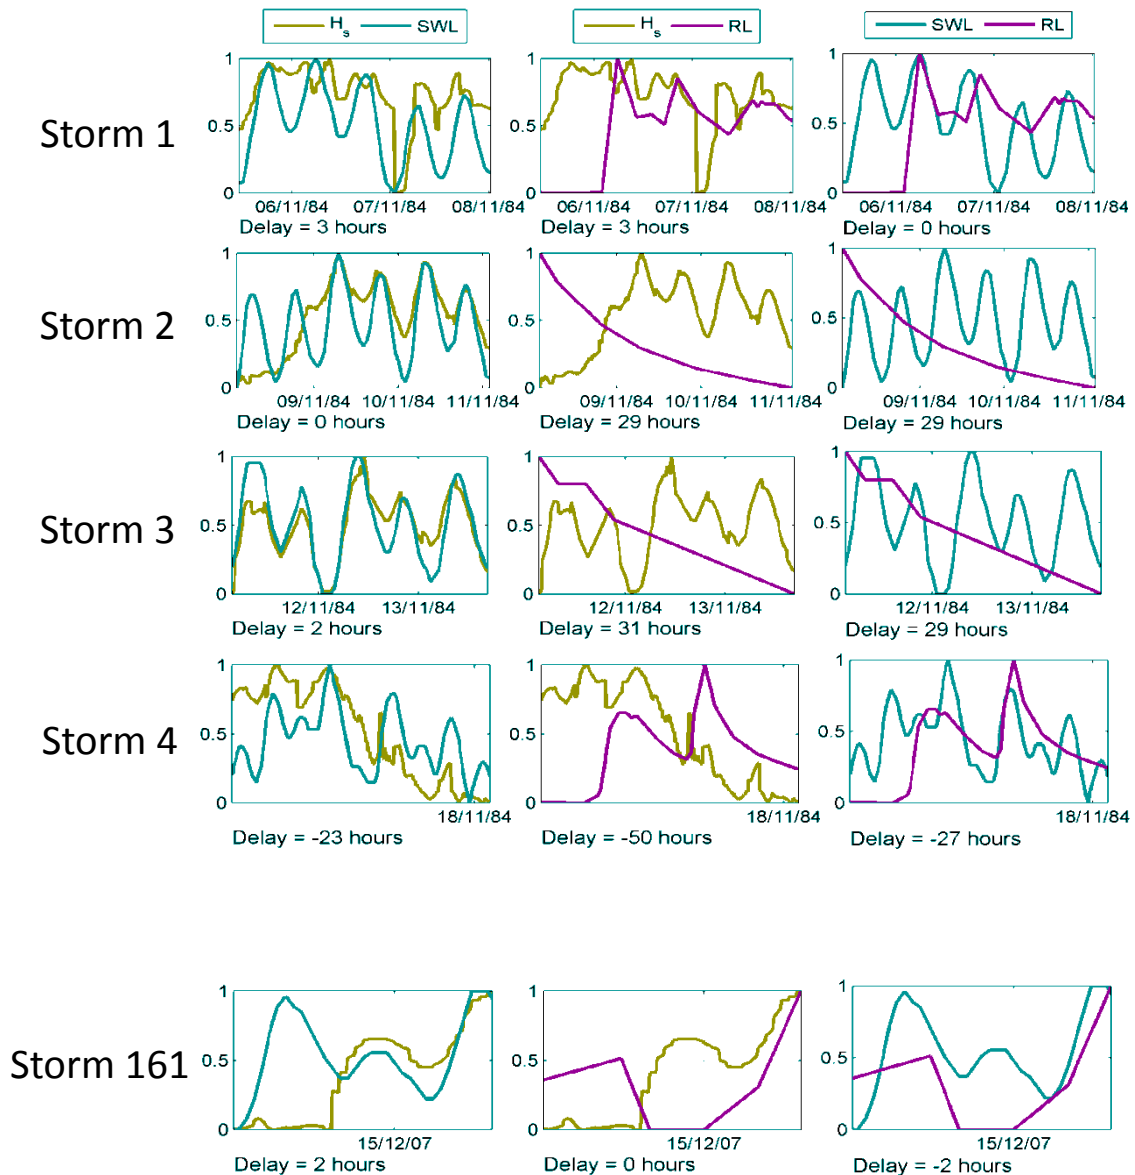 Hs SWL
Hs RL
SWL RL
Storm 1
1
0.5
0
06/11/84 07/11/84 08/11/84
Delay = 3 hours
1
0.5
0
06/11/84 07/11/84 08/11/84
Delay = 3 hours
1
0.5
0
06/11/84 07/11/84 08/11/84
Delay = 0 hours
Storm 2
1
0.5
0
09/11/84 10/11/84 11/11/84
Delay = 0 hours
1
0.5
0
09/11/84 10/11/84 11/11/84
Delay = 29 hours
1
0.5
0
09/11/84 10/11/84 11/11/84
Delay = 29 hours
Storm 3
1
0.5
0
12/11/84 13/11/84
Delay = 2 hours
1
0.5
0
12/11/84 13/11/84
Delay = 31 hours
1
0.5
0
12/11/84 13/11/84
Delay = 29 hours
Storm 4
1
0.5
0
18/11/84
Delay = -23 hours
1
0.5
0
18/11/84
Delay = -50 hours
1
0.5
0
18/11/84
Delay = -27 hours
Storm 161
1
0.5
0
15/12/07
Delay = 2 hours
1
0.5
0
15/12/07
Delay = 0 hours
1
0.5
0
15/12/07
Delay = -2 hours